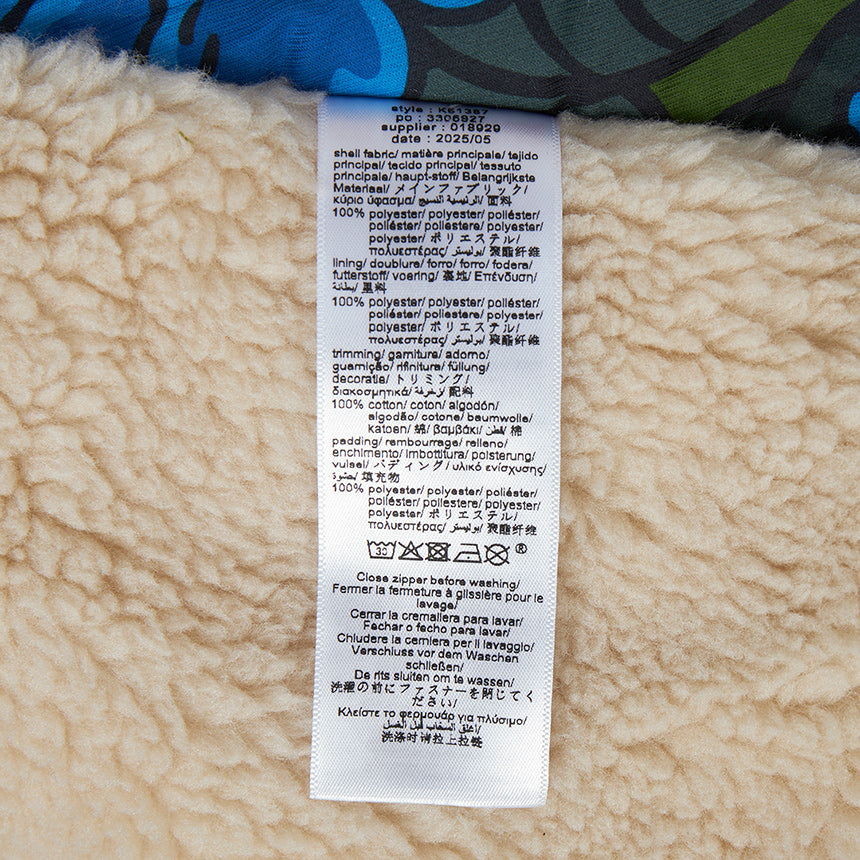 style : K51387
po : 3306927
supplier : 018929
date : 2025/05
shell fabric/ matière principale/ tejido
principal/ tecido principal/ tessuto
principale/ haupt-stoff/ Belangrijkste
Materiaal/ メインファブリック/
κύριο ύφασμα/ الرئيسية النسيج/ 面料
100% polyester/ polyester/ poliéster/
poliéster/ poliestere/ polyester/
polyester/ ポリエステル/
πολυεστέρας/ بوليستر/ 聚酯纤维
lining/ doublure/ forro/ forro/ fodera/
futterstoff/ voering/ 裏地/ Επένδυση/
بطانة/ 里料
100% polyester/ polyester/ poliéster/
poliéster/ poliestere/ polyester/
polyester/ ポリエステル/
πολυεστέρας/ بوليستر/ 聚酯纤维
trimming/ garniture/ adorno/
guarnição/ rifinitura/ füllung/
decoratie/ トリミング/
διακοσμητικά/ زخرفة/ 配料
100% cotton/ coton/ algodón/
algodão/ cotone/ baumwolle/
katoen/ 綿/ βαμβάκι/ قطن/ 棉
padding/ rembourrage/ relleno/
enchimento/ imbottitura/ polsterung/
vulsel/ パディング/ υλικό ενίσχυσης/
حشوة/ 填充物
100% polyester/ polyester/ poliéster/
poliéster/ poliestere/ polyester/
polyester/ ポリエステル/
πολυεστέρας/ بوليستر/ 聚酯纤维
30 ®
Close zipper before washing/
Fermer la fermeture à glissière pour le
lavage/
Cerrar la cremallera para lavar/
Fechar o fecho para lavar/
Chiudere la cerniera per il lavaggio/
Verschluss vor dem Waschen
schließen/
De rits sluiten om te wassen/
洗濯の前にファスナーを閉じてく
ださい/
Κλείστε το φερμουάρ για πλύσιμο/
أغلق السحاب قبل الغسل/
洗涤时请拉上拉链